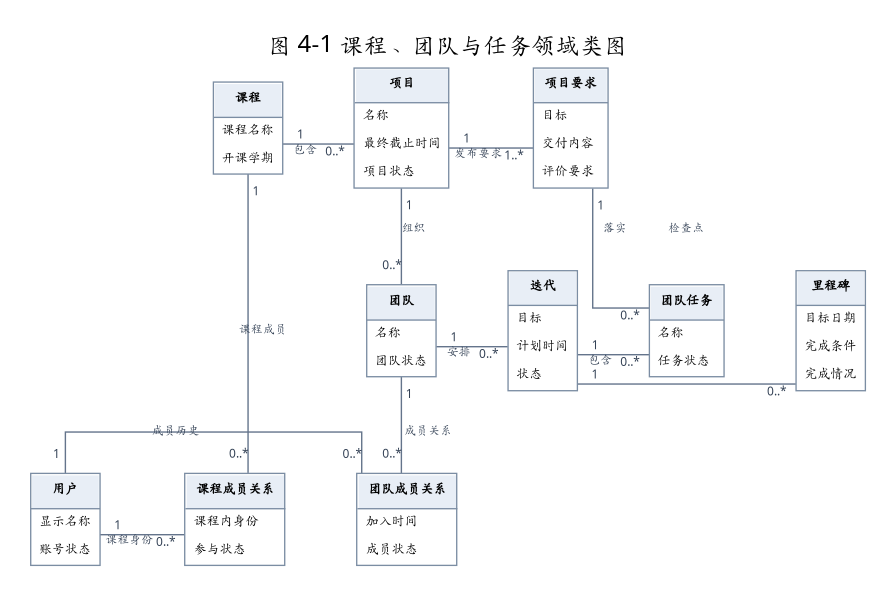 图 4-1 课程、团队与任务领域类图
课程
课程名称
开课学期
项目
名称
最终截止时间
项目状态
项目要求
目标
交付内容
评价要求
1
包含
0..*
1
发布要求
1..*
1
1
组织
0..*
1
落实
检查点
0..*
团队
名称
团队状态
迭代
目标
计划时间
状态
团队任务
名称
任务状态
里程碑
目标日期
完成条件
完成情况
课程成员
1
安排
0..*
1
包含
0..*
1
0..*
1
成员关系
0..*
成员历史
1
0..*
0..*
用户
显示名称
账号状态
课程成员关系
课程内身份
参与状态
团队成员关系
加入时间
成员状态
1
课程身份
0..*